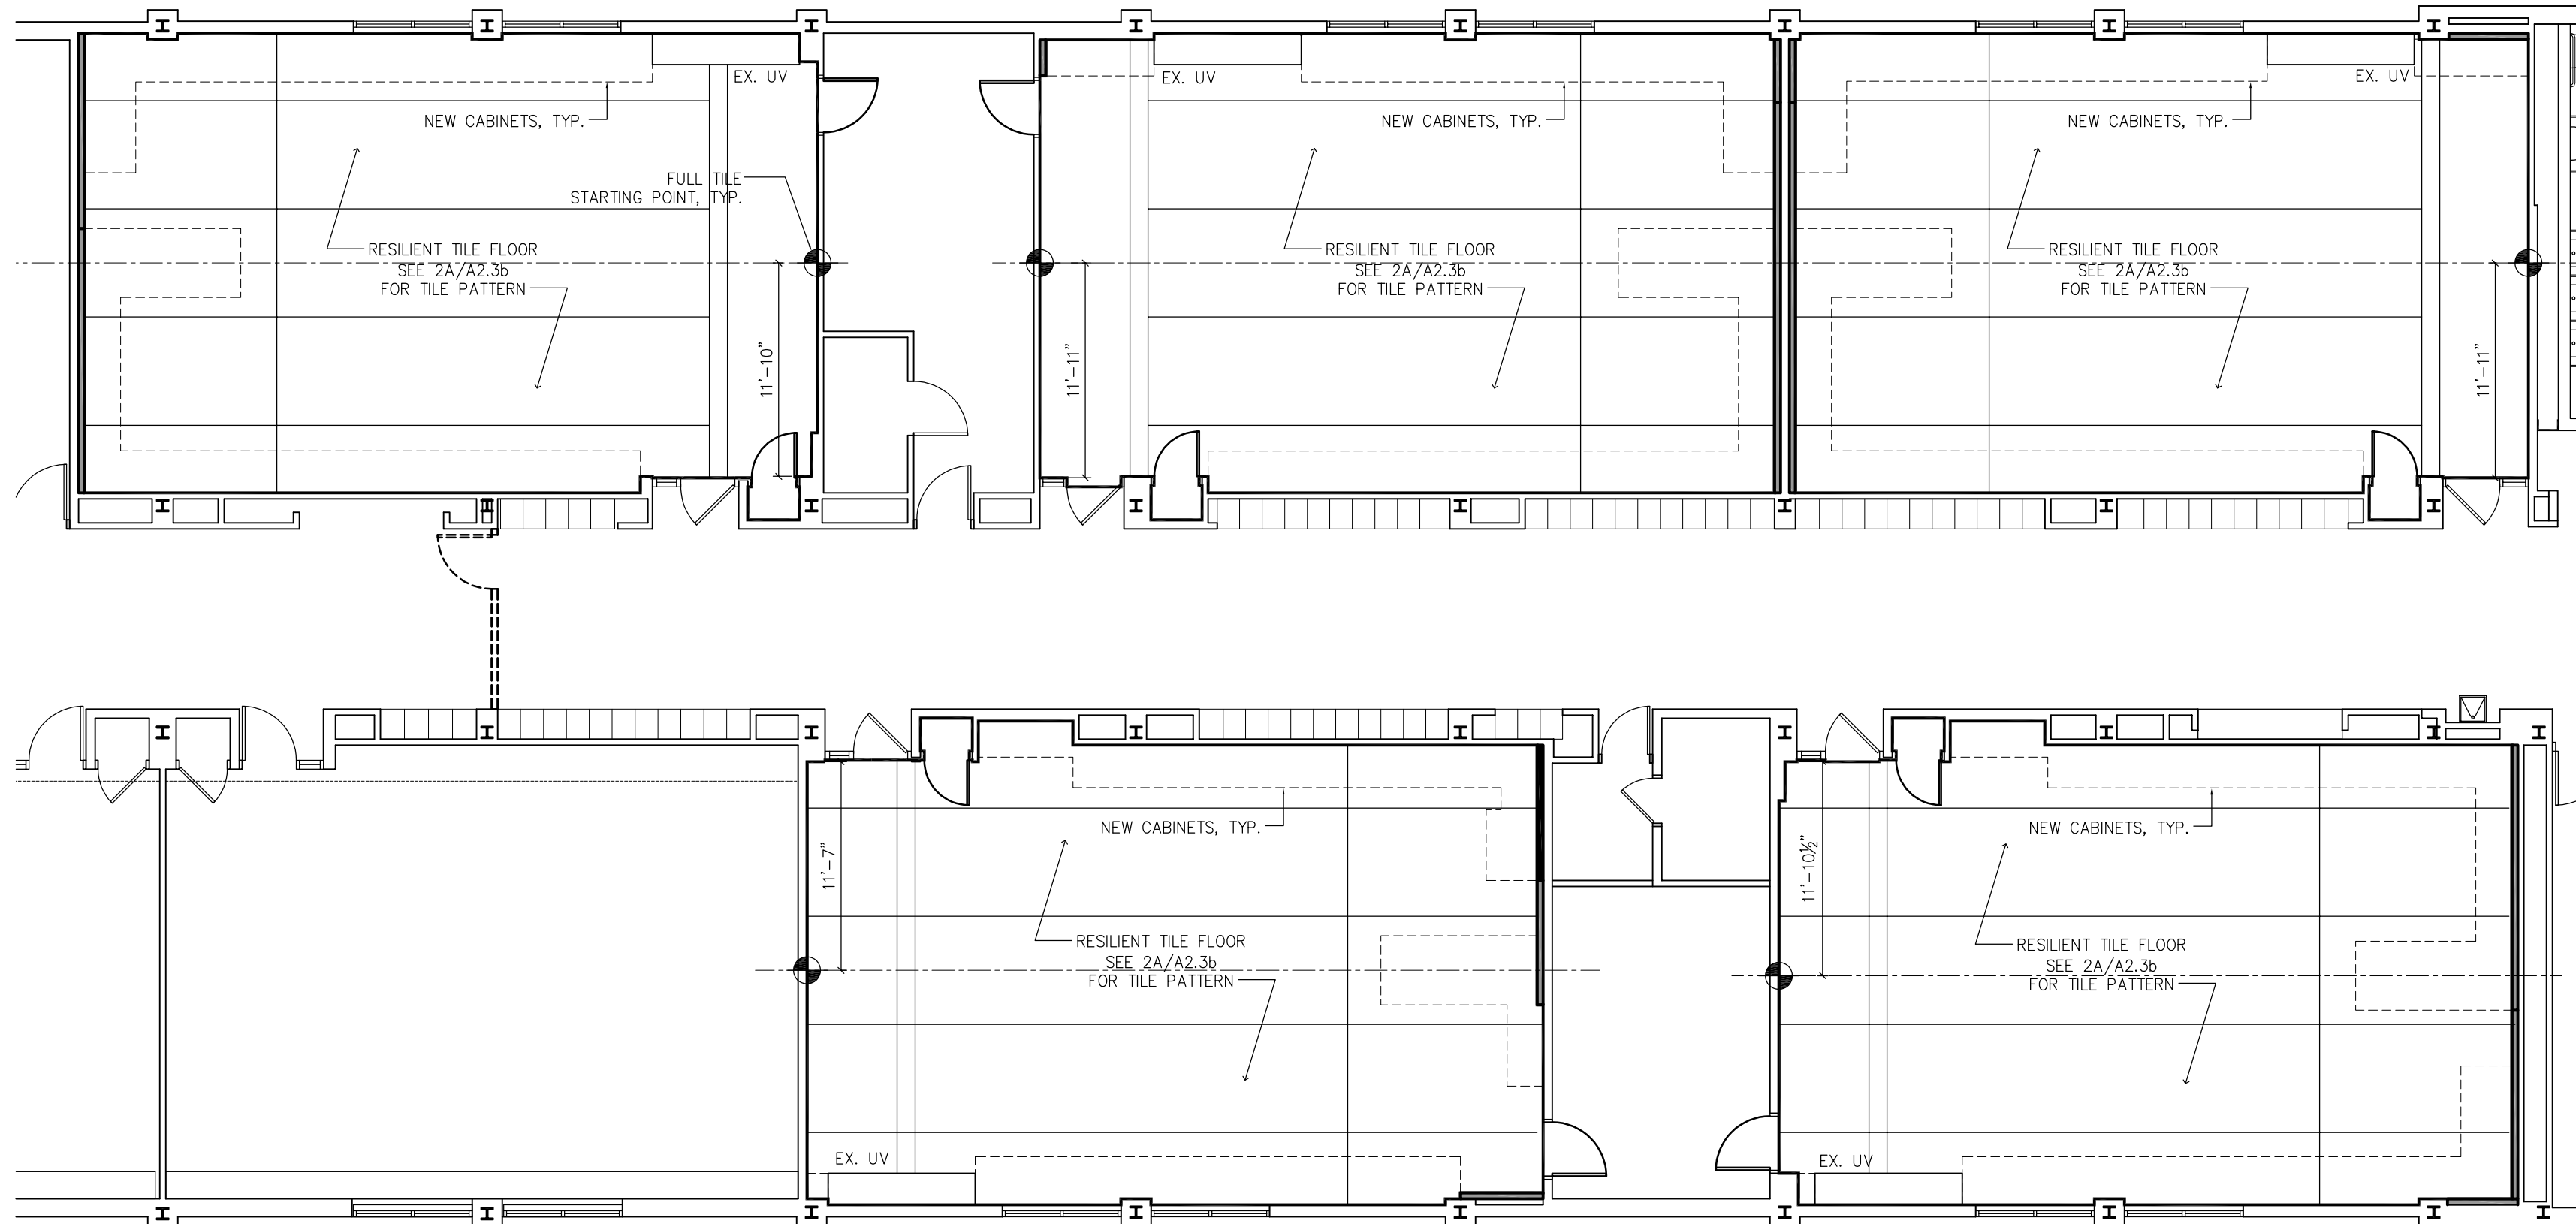 EX. UV
EX. UV
EX. UV
NEW CABINETS, TYP.
NEW CABINETS, TYP.
NEW CABINETS, TYP.
FULL TILE
STARTING POINT, TYP.
RESILIENT TILE FLOOR
SEE 2A/A2.3b
FOR TILE PATTERN
RESILIENT TILE FLOOR
SEE 2A/A2.3b
FOR TILE PATTERN
RESILIENT TILE FLOOR
SEE 2A/A2.3b
FOR TILE PATTERN
11'-10"
11'-11"
11'-11"
NEW CABINETS, TYP.
NEW CABINETS, TYP.
11'-7"
11'-10½"
RESILIENT TILE FLOOR
SEE 2A/A2.3b
FOR TILE PATTERN
RESILIENT TILE FLOOR
SEE 2A/A2.3b
FOR TILE PATTERN
EX. UV
EX. UV